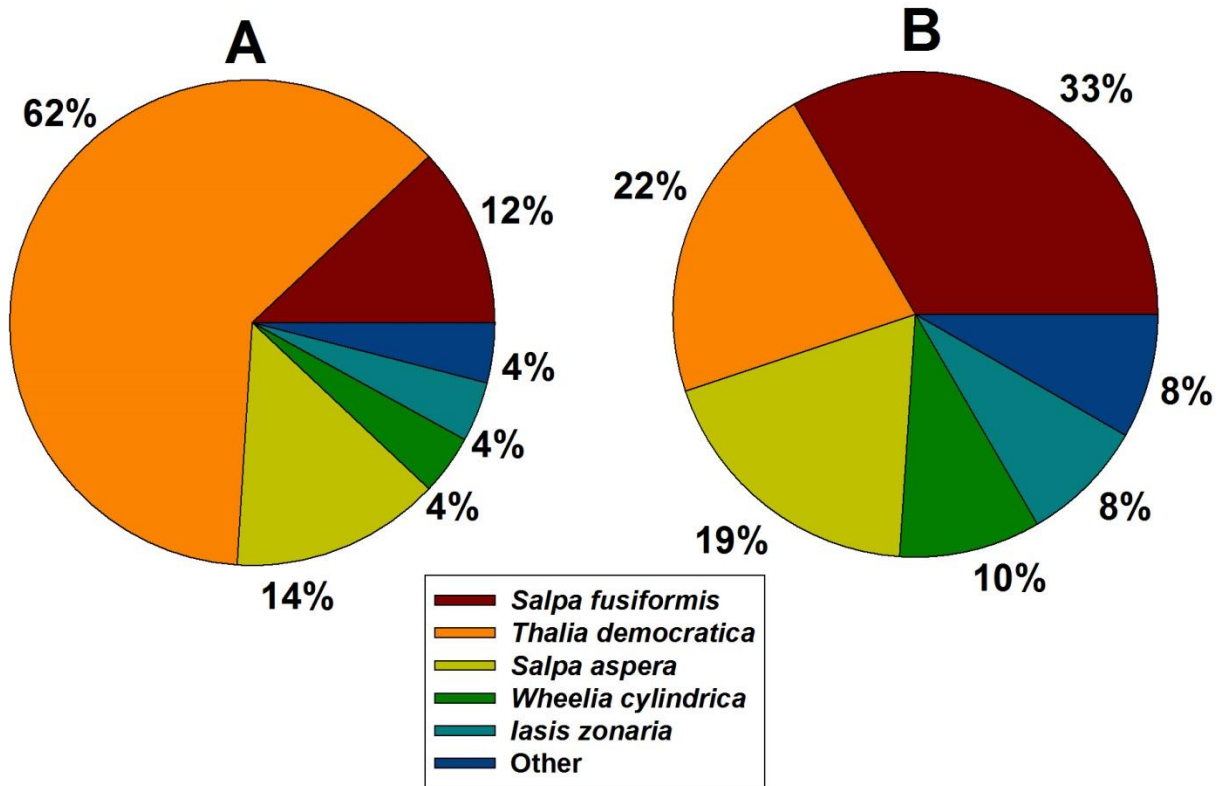 A
62%
12%
4%
4%
4%
14%
B
33%
22%
8%
8%
19%
10%
Salpa fusiformis
Thalia democratica
Salpa aspera
Wheelia cylindrica
Iasis zonaria
Other